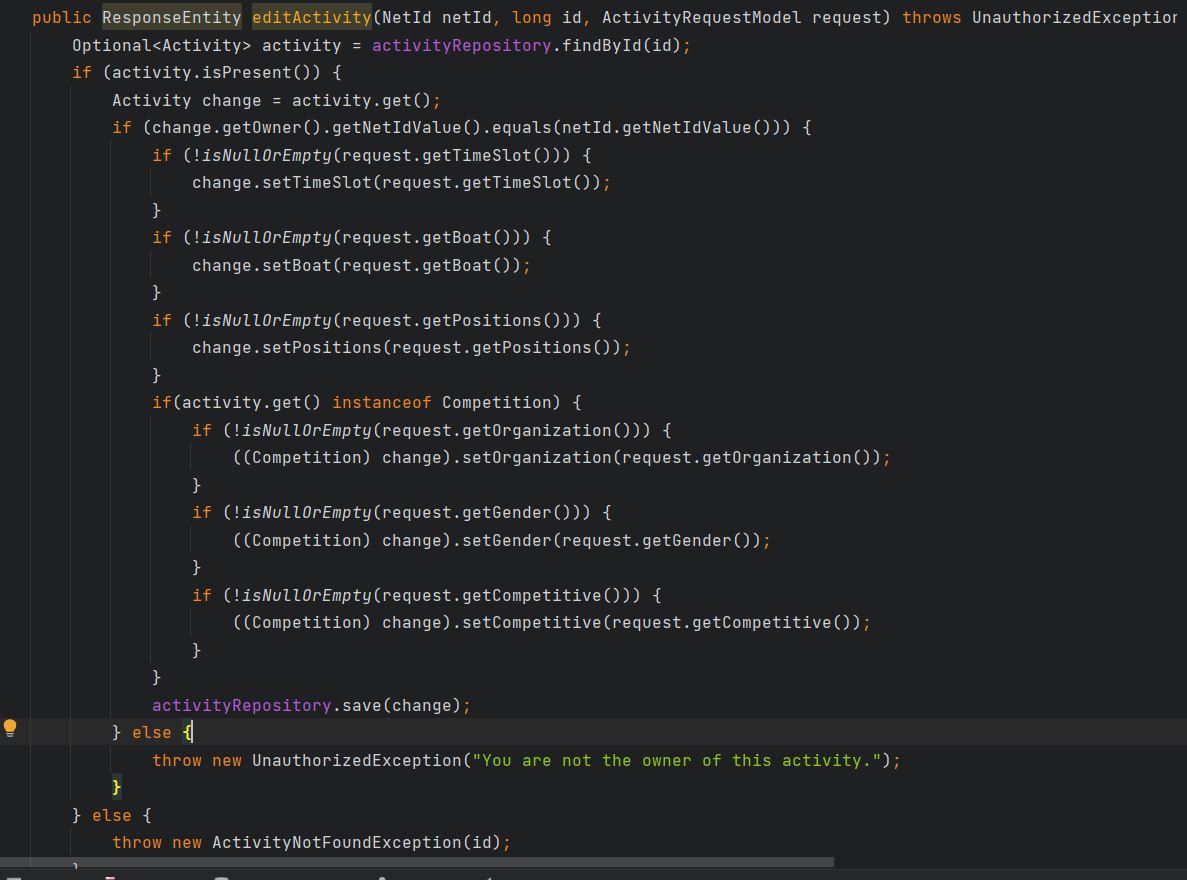 public ResponseEntity editActivity(NetId netId, long id, ActivityRequestModel request) throws UnauthorizedException
Optional<Activity> activity = activityRepository.findById(id);
if (activity.isPresent()) {
Activity change = activity.get();
if (change.getOwner().getNetIdValue().equals(netId.getNetIdValue())) {
if (!isNullOrEmpty(request.getTimeSlot())) {
change.setTimeSlot(request.getTimeSlot());
}
if (!isNullOrEmpty(request.getBoat())) {
change.setBoat(request.getBoat());
}
if (!isNullOrEmpty(request.getPositions())) {
change.setPositions(request.getPositions());
}
if(activity.get() instanceof Competition) {
if (!isNullOrEmpty(request.getOrganization())) {
((Competition) change).setOrganization(request.getOrganization());
}
if (!isNullOrEmpty(request.getGender())) {
((Competition) change).setGender(request.getGender());
}
if (!isNullOrEmpty(request.getCompetitive())) {
((Competition) change).setCompetitive(request.getCompetitive());
}
}
activityRepository.save(change);
} else {
throw new UnauthorizedException("You are not the owner of this activity.");
}
} else {
throw new ActivityNotFoundException(id);
}